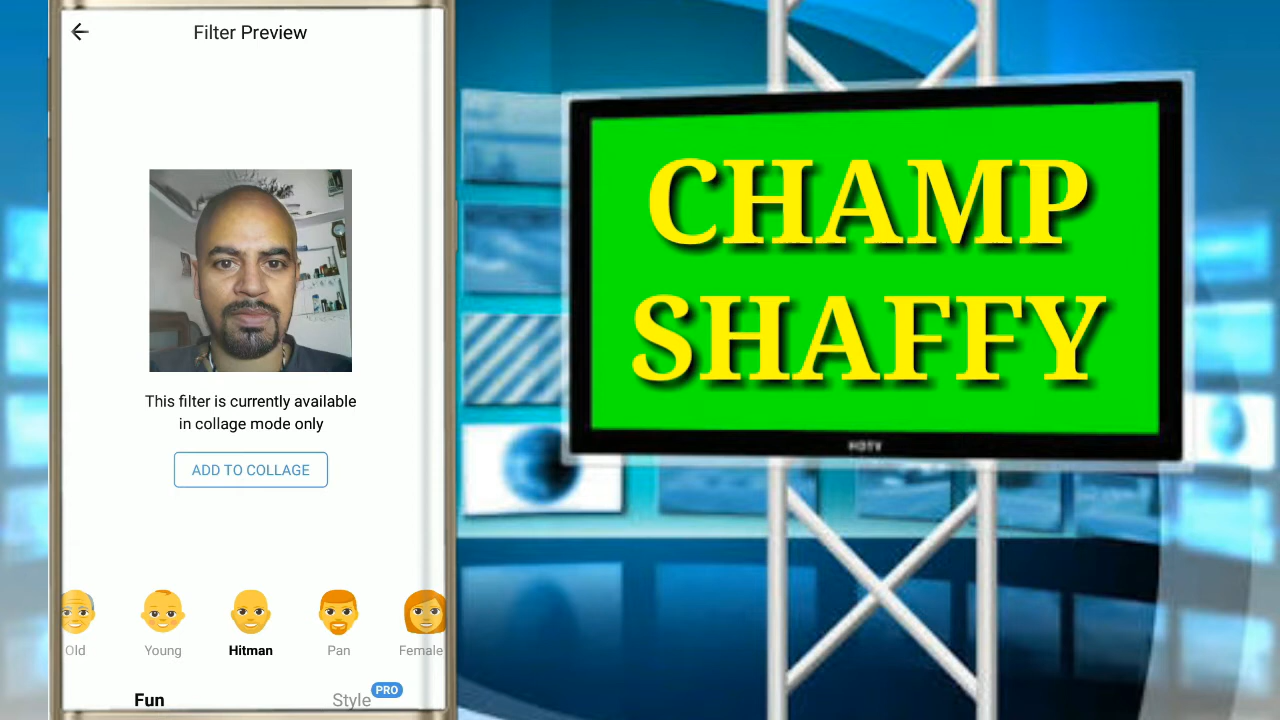 Filter Preview
This filter is currently available
in collage mode only
ADD TO COLLAGE
Old
Young
Hitman
Pan
Female
Fun
Style
PRO
CHAMP
SHAFFY
HDTV